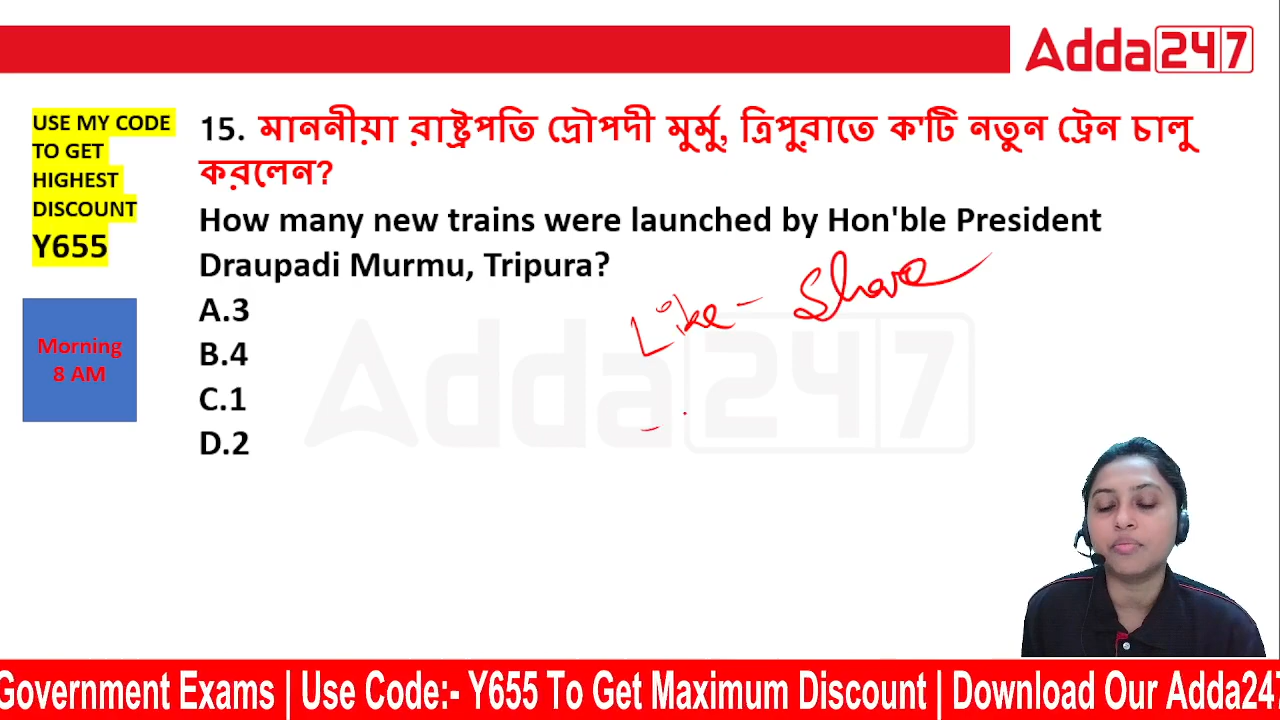 Adda247
USE MY CODE
TO GET
HIGHEST
DISCOUNT
Y655
15. মাননীয়া রাষ্ট্রপতি দ্রৌপদী মুর্মু, ত্রিপুরাতে ক'টি নতুন ট্রেন চালু
করলেন?
How many new trains were launched by Hon'ble President
Draupadi Murmu, Tripura?
A.3
B.4
C.1
D.2
Like - Share
Morning
8 AM
Adda247
Government Exams | Use Code:- Y655 To Get Maximum Discount | Download Our Adda247